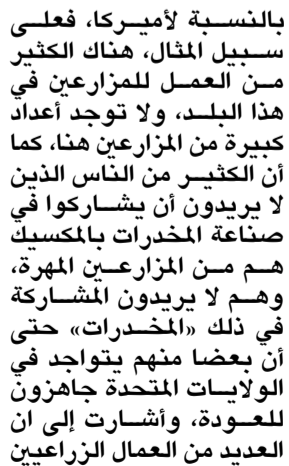 بالنسبة لأميركا، فعلى
سبيل المثال، هناك الكثير
من العمل للمزارعين في
هذا البلد، ولا توجد أعداد
كبيرة من المزارعين هنا، كما
أن الكثير من الناس الذين
لا يريدون أن يشاركوا في
صناعة المخدرات بالمكسيك
هم من المزارعين المهرة،
وهم لا يريدون المشاركة
في ذلك «المخدرات» حتى
أن بعضا منهم يتواجد في
الولايات المتحدة جاهزون
للعودة، وأشارت إلى ان
العديد من العمال الزراعيين